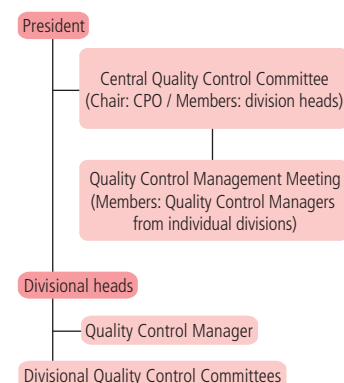 President
Central Quality Control Committee
(Chair: CPO / Members: division heads)
Quality Control Management Meeting
(Members: Quality Control Managers
from individual divisions)
Divisional heads
Quality Control Manager
Divisional Quality Control Committees